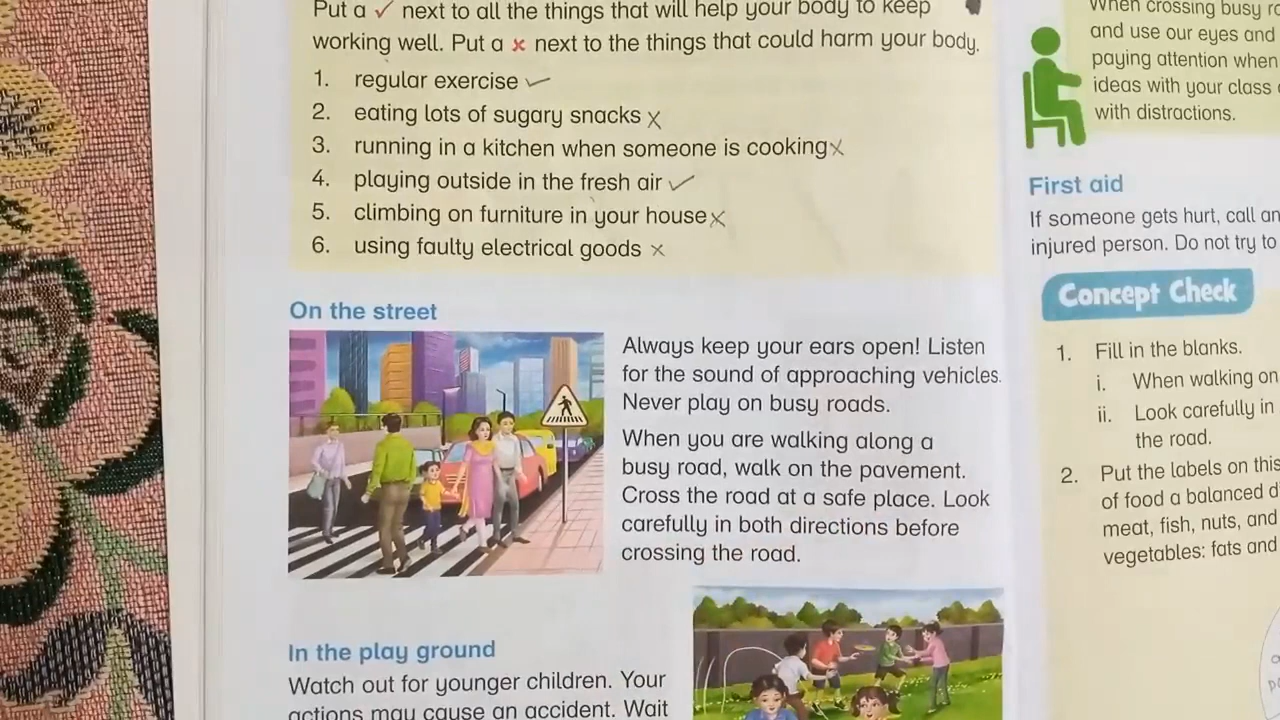 Put a ✓ next to all the things that will help your body to keep
working well. Put a × next to the things that could harm your body.
1. regular exercise ✓
2. eating lots of sugary snacks ×
3. running in a kitchen when someone is cooking ×
4. playing outside in the fresh air ✓
5. climbing on furniture in your house ×
6. using faulty electrical goods ×
On the street
Always keep your ears open! Listen
for the sound of approaching vehicles.
Never play on busy roads.
When you are walking along a
busy road, walk on the pavement.
Cross the road at a safe place. Look
carefully in both directions before
crossing the road.
In the play ground
Watch out for younger children. Your
actions may cause an accident. Wait
When crossing busy
and use our eyes and
paying attention when
ideas with your class
with distractions.
First aid
If someone gets hurt, call
injured person. Do not try to
Concept Check
1. Fill in the blanks.
i. When walking on
ii. Look carefully in
the road.
2. Put the labels on this
of food a balanced
meat, fish, nuts, and
vegetables: fats and